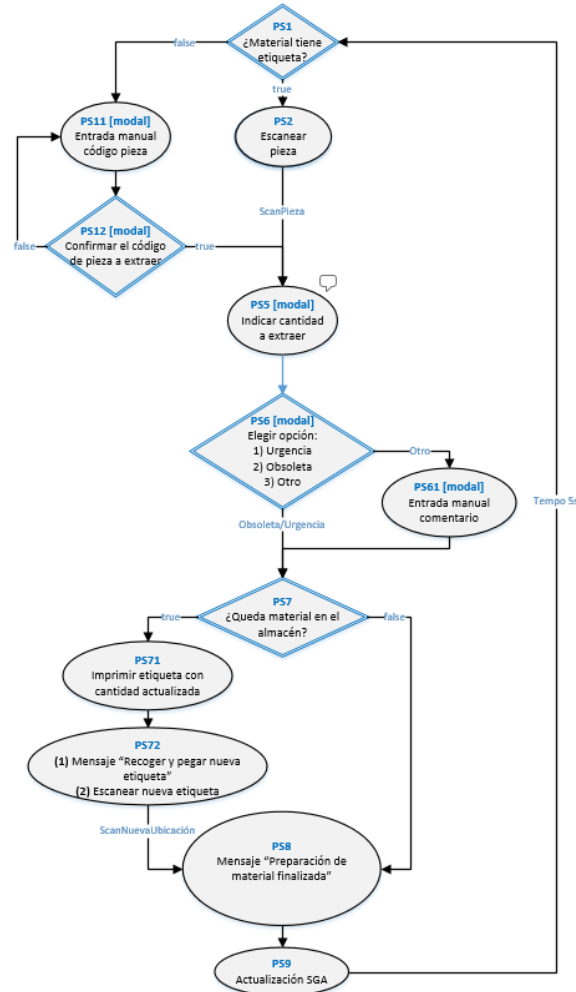 PS1
¿Material tiene
etiqueta?
false
true
PS11 [modal]
Entrada manual
código pieza
PS2
Escanear
pieza
ScanPieza
PS12 [modal]
Confirmar el código
de pieza a extraer
false
true
PS5 [modal]
Indicar cantidad
a extraer
PS6 [modal]
Elegir opción:
1) Urgencia
2) Obsoleta
3) Otro
Otro
PS61 [modal]
Entrada manual
comentario
Tempo 5s
Obsoleta/Urgencia
PS7
¿Queda material en el
almacén?
true
false
PS71
Imprimir etiqueta con
cantidad actualizada
PS72
(1) Mensaje “Recoger y pegar nueva
etiqueta”
(2) Escanear nueva etiqueta
ScanNuevaUbicación
PS8
Mensaje “Preparación de
material finalizada”
PS9
Actualización SGA